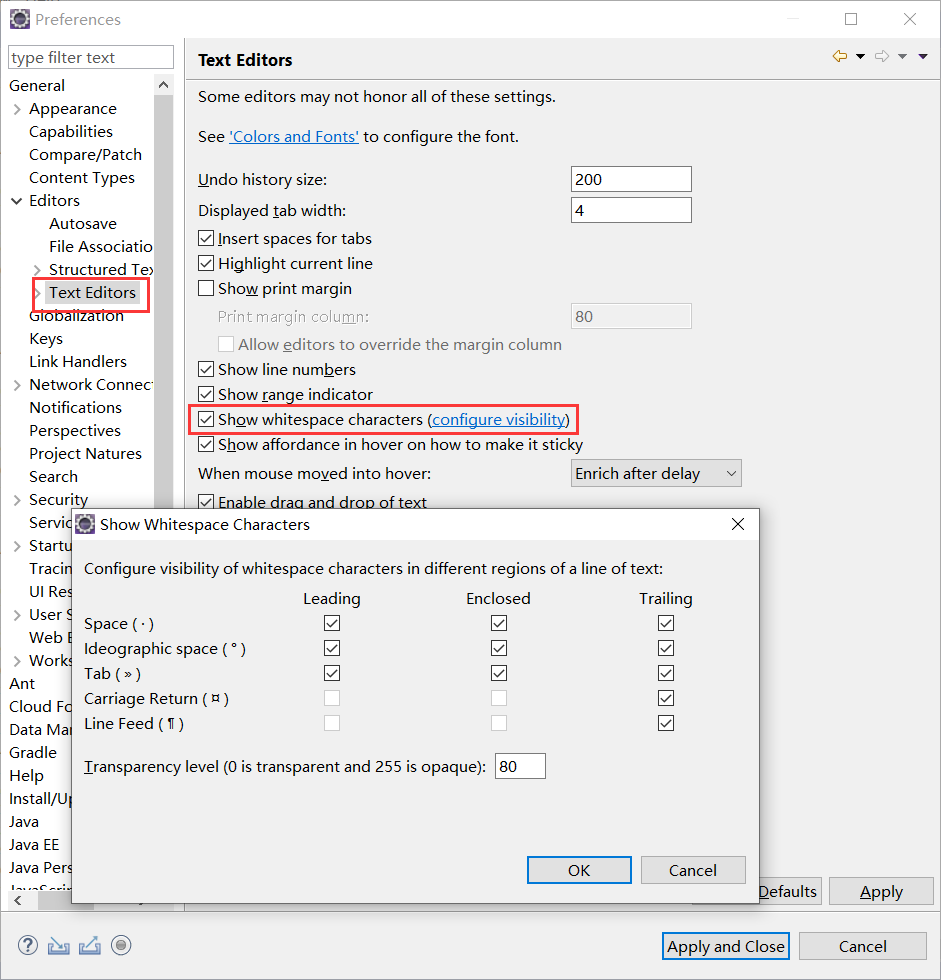 Preferences
type filter text
General
Appearance
Capabilities
Compare/Patch
Content Types
Editors
Autosave
File Associatio
Structured Tex
Text Editors
Globalization
Keys
Link Handlers
Network Connec
Notifications
Perspectives
Project Natures
Search
Security
Servic
Startu
Tracin
UI Res
User S
Web B
Works
Ant
Cloud Fo
Data Mar
Gradle
Help
Install/Up
Java
Java EE
Java Pers
JavaScrip
Text Editors
Some editors may not honor all of these settings.
See 'Colors and Fonts' to configure the font.
Undo history size: 200
Displayed tab width: 4
Insert spaces for tabs
Highlight current line
Show print margin
Print margin column: 80
Allow editors to override the margin column
Show line numbers
Show range indicator
Show whitespace characters (configure visibility)
Show affordance in hover on how to make it sticky
When mouse moved into hover: Enrich after delay
Enable drag and drop of text
Show Whitespace Characters
Configure visibility of whitespace characters in different regions of a line of text:
Leading Enclosed Trailing
Space ( · )
Ideographic space ( ° )
Tab ( » )
Carriage Return ( ¤ )
Line Feed ( ¶ )
Transparency level (0 is transparent and 255 is opaque): 80
OK Cancel
Defaults Apply
Apply and Close Cancel